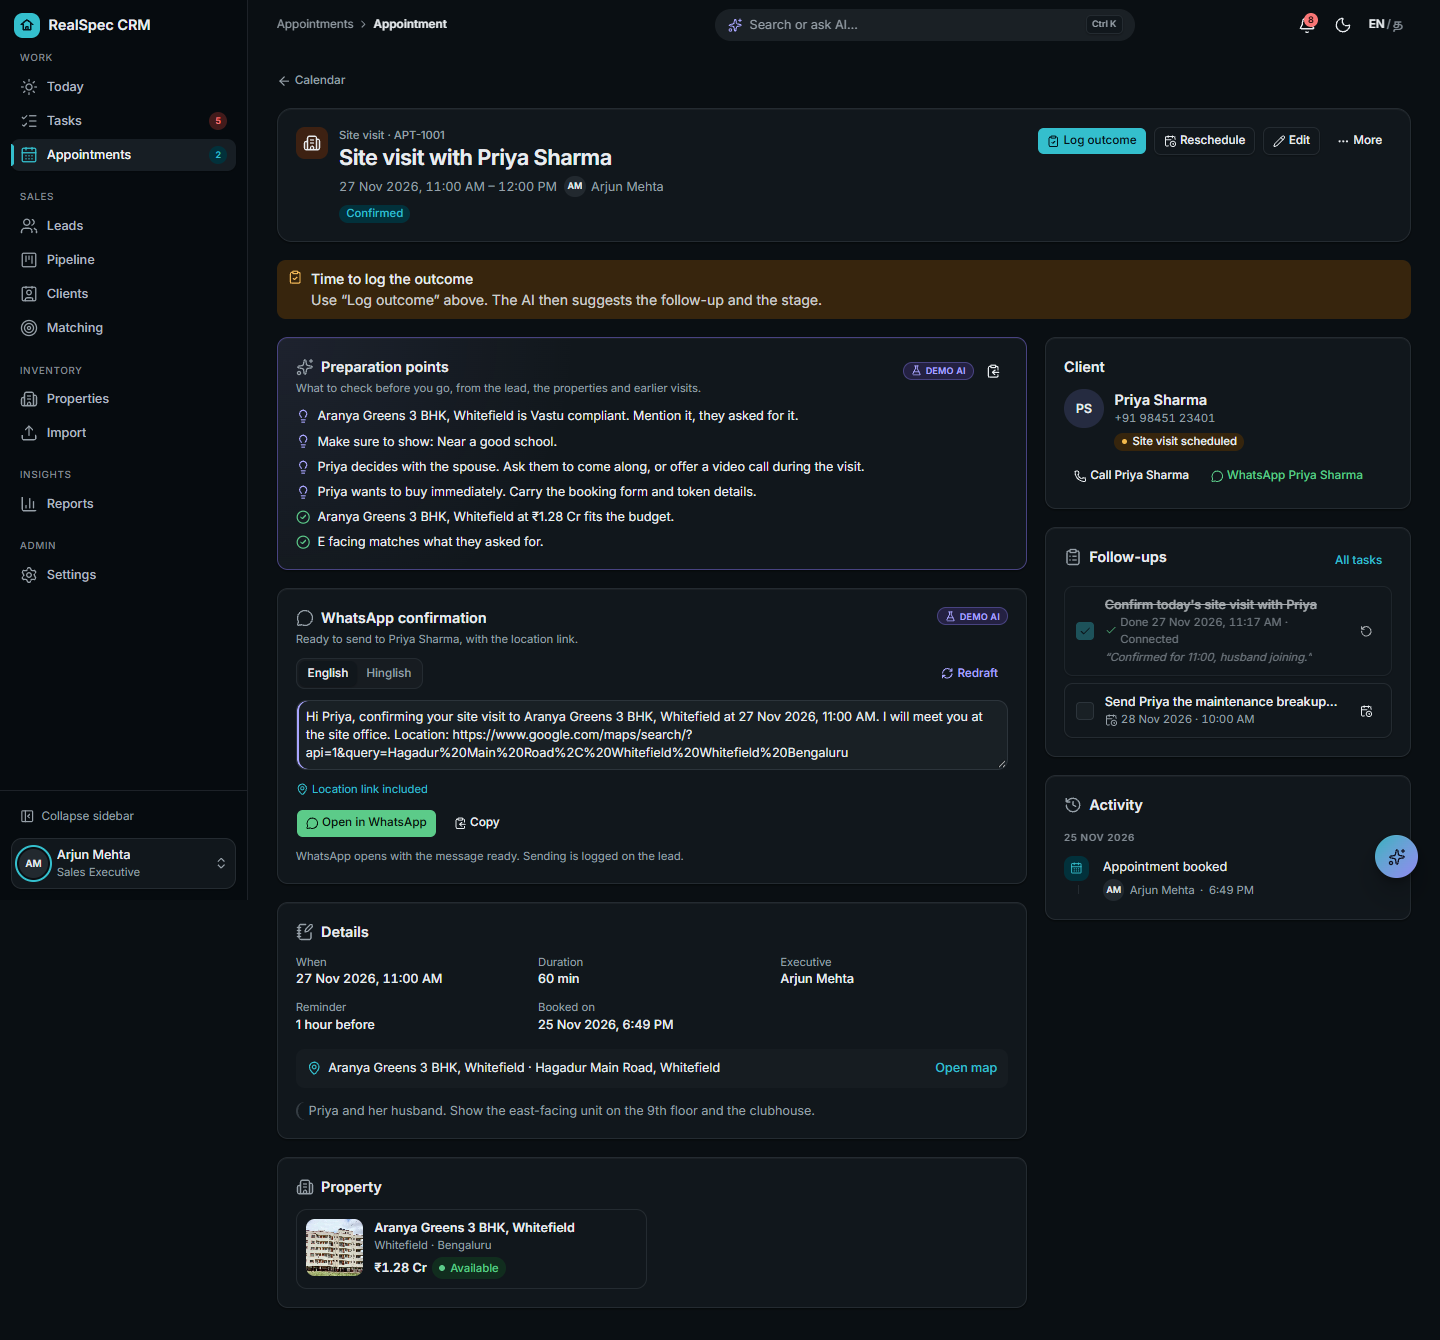 RealSpec CRM
WORK
Today
Tasks
5
Appointments
2
SALES
Leads
Pipeline
Clients
Matching
INVENTORY
Properties
Import
INSIGHTS
Reports
ADMIN
Settings
Collapse sidebar
AM
Arjun Mehta
Sales Executive
Appointments > Appointment
Search or ask AI...
Ctrl K
8
EN / த
Calendar
Site visit · APT-1001
Site visit with Priya Sharma
27 Nov 2026, 11:00 AM – 12:00 PM AM Arjun Mehta
Confirmed
Log outcome
Reschedule
Edit
More
Time to log the outcome
Use “Log outcome” above. The AI then suggests the follow-up and the stage.
Preparation points
DEMO AI
What to check before you go, from the lead, the properties and earlier visits.
Aranya Greens 3 BHK, Whitefield is Vastu compliant. Mention it, they asked for it.
Make sure to show: Near a good school.
Priya decides with the spouse. Ask them to come along, or offer a video call during the visit.
Priya wants to buy immediately. Carry the booking form and token details.
Aranya Greens 3 BHK, Whitefield at ₹1.28 Cr fits the budget.
E facing matches what they asked for.
WhatsApp confirmation
DEMO AI
Ready to send to Priya Sharma, with the location link.
English
Hinglish
Redraft
Hi Priya, confirming your site visit to Aranya Greens 3 BHK, Whitefield at 27 Nov 2026, 11:00 AM. I will meet you at
the site office. Location: https://www.google.com/maps/search/?
api=1&query=Hagadur%20Main%20Road%2C%20Whitefield%20Whitefield%20Bengaluru
Location link included
Open in WhatsApp
Copy
WhatsApp opens with the message ready. Sending is logged on the lead.
Details
When
27 Nov 2026, 11:00 AM
Duration
60 min
Executive
Arjun Mehta
Reminder
1 hour before
Booked on
25 Nov 2026, 6:49 PM
Aranya Greens 3 BHK, Whitefield · Hagadur Main Road, Whitefield
Open map
Priya and her husband. Show the east-facing unit on the 9th floor and the clubhouse.
Property
Aranya Greens 3 BHK, Whitefield
Whitefield · Bengaluru
₹1.28 Cr
Available
Client
PS
Priya Sharma
+91 98451 23401
Site visit scheduled
Call Priya Sharma
WhatsApp Priya Sharma
Follow-ups
All tasks
Confirm today's site visit with Priya
Done 27 Nov 2026, 11:17 AM ·
Connected
"Confirmed for 11:00, husband joining."
Send Priya the maintenance breakup...
28 Nov 2026 · 10:00 AM
Activity
25 NOV 2026
Appointment booked
AM Arjun Mehta · 6:49 PM